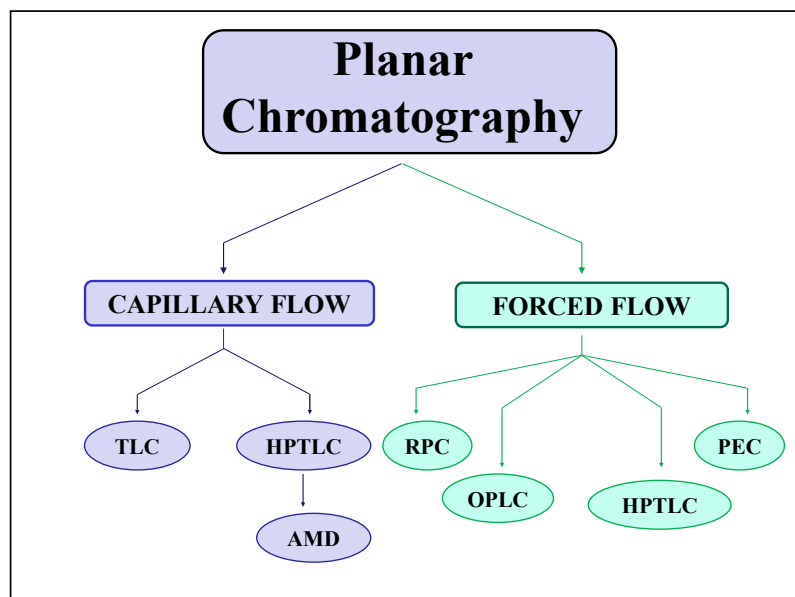 Planar
Chromatography
CAPILLARY FLOW
FORCED FLOW
TLC
HPTLC
RPC
PEC
OPLC
HPTLC
AMD